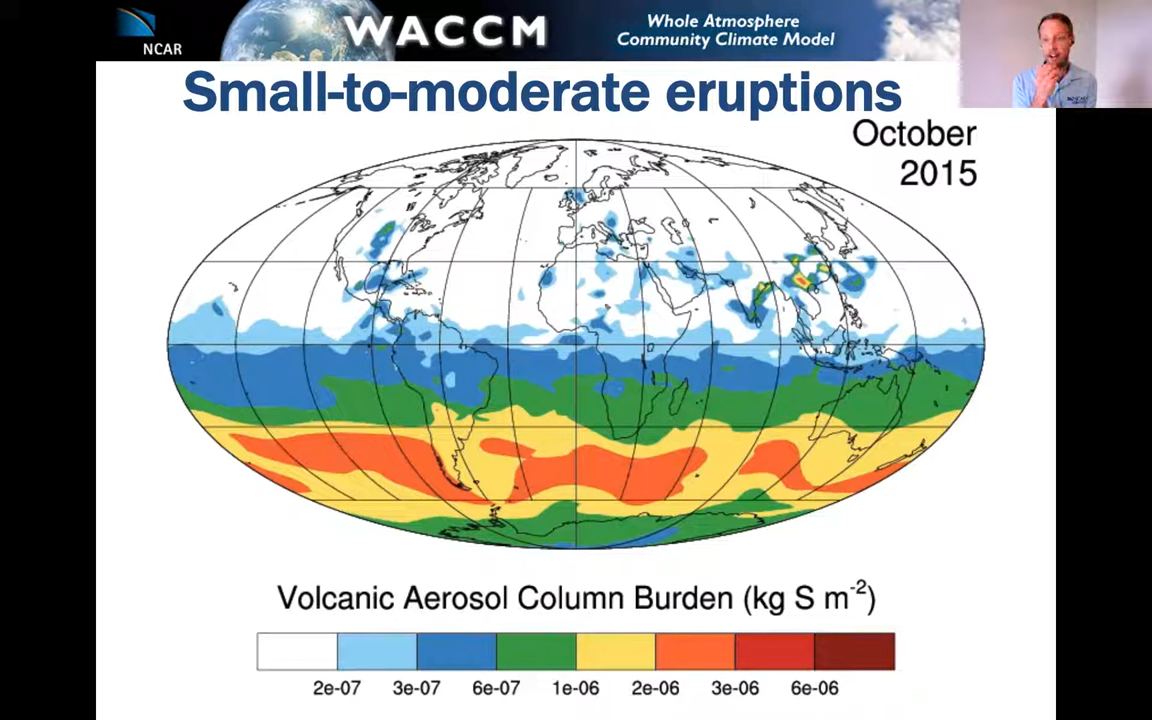 NCAR
WACCM
Whole Atmosphere
Community Climate Model
Small-to-moderate eruptions
October
2015
Volcanic Aerosol Column Burden (kg S m⁻²)
2e-07 3e-07 6e-07 1e-06 2e-06 3e-06 6e-06